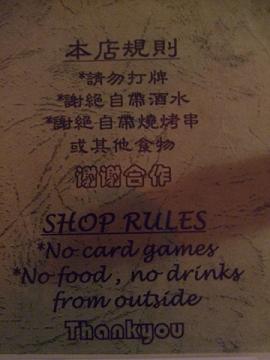 本店規則
*請勿打牌
*謝絕自帶酒水
*謝絕自帶燒烤串
或其他食物
谢谢合作
SHOP RULES
*No card games
*No food , no drinks
from outside
Thankyou